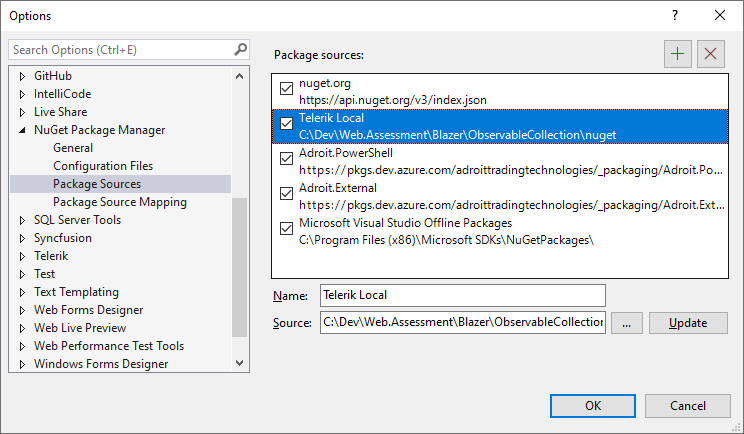 Options
Search Options (Ctrl+E)
GitHub
IntelliCode
Live Share
NuGet Package Manager
General
Configuration Files
Package Sources
Package Source Mapping
SQL Server Tools
Syncfusion
Telerik
Test
Text Templating
Web Forms Designer
Web Live Preview
Web Performance Test Tools
Windows Forms Designer
Package sources:
nuget.org
https://api.nuget.org/v3/index.json
Telerik Local
C:\Dev\Web.Assessment\Blazer\ObservableCollection\nuget
Adroit.PowerShell
https://pkgs.dev.azure.com/adroittradingtechnologies/_packaging/Adroit.Po...
Adroit.External
https://pkgs.dev.azure.com/adroittradingtechnologies/_packaging/Adroit.Ext...
Microsoft Visual Studio Offline Packages
C:\Program Files (x86)\Microsoft SDKs\NuGetPackages\
Name: Telerik Local
Source: C:\Dev\Web.Assessment\Blazer\ObservableCollection ... Update
OK Cancel